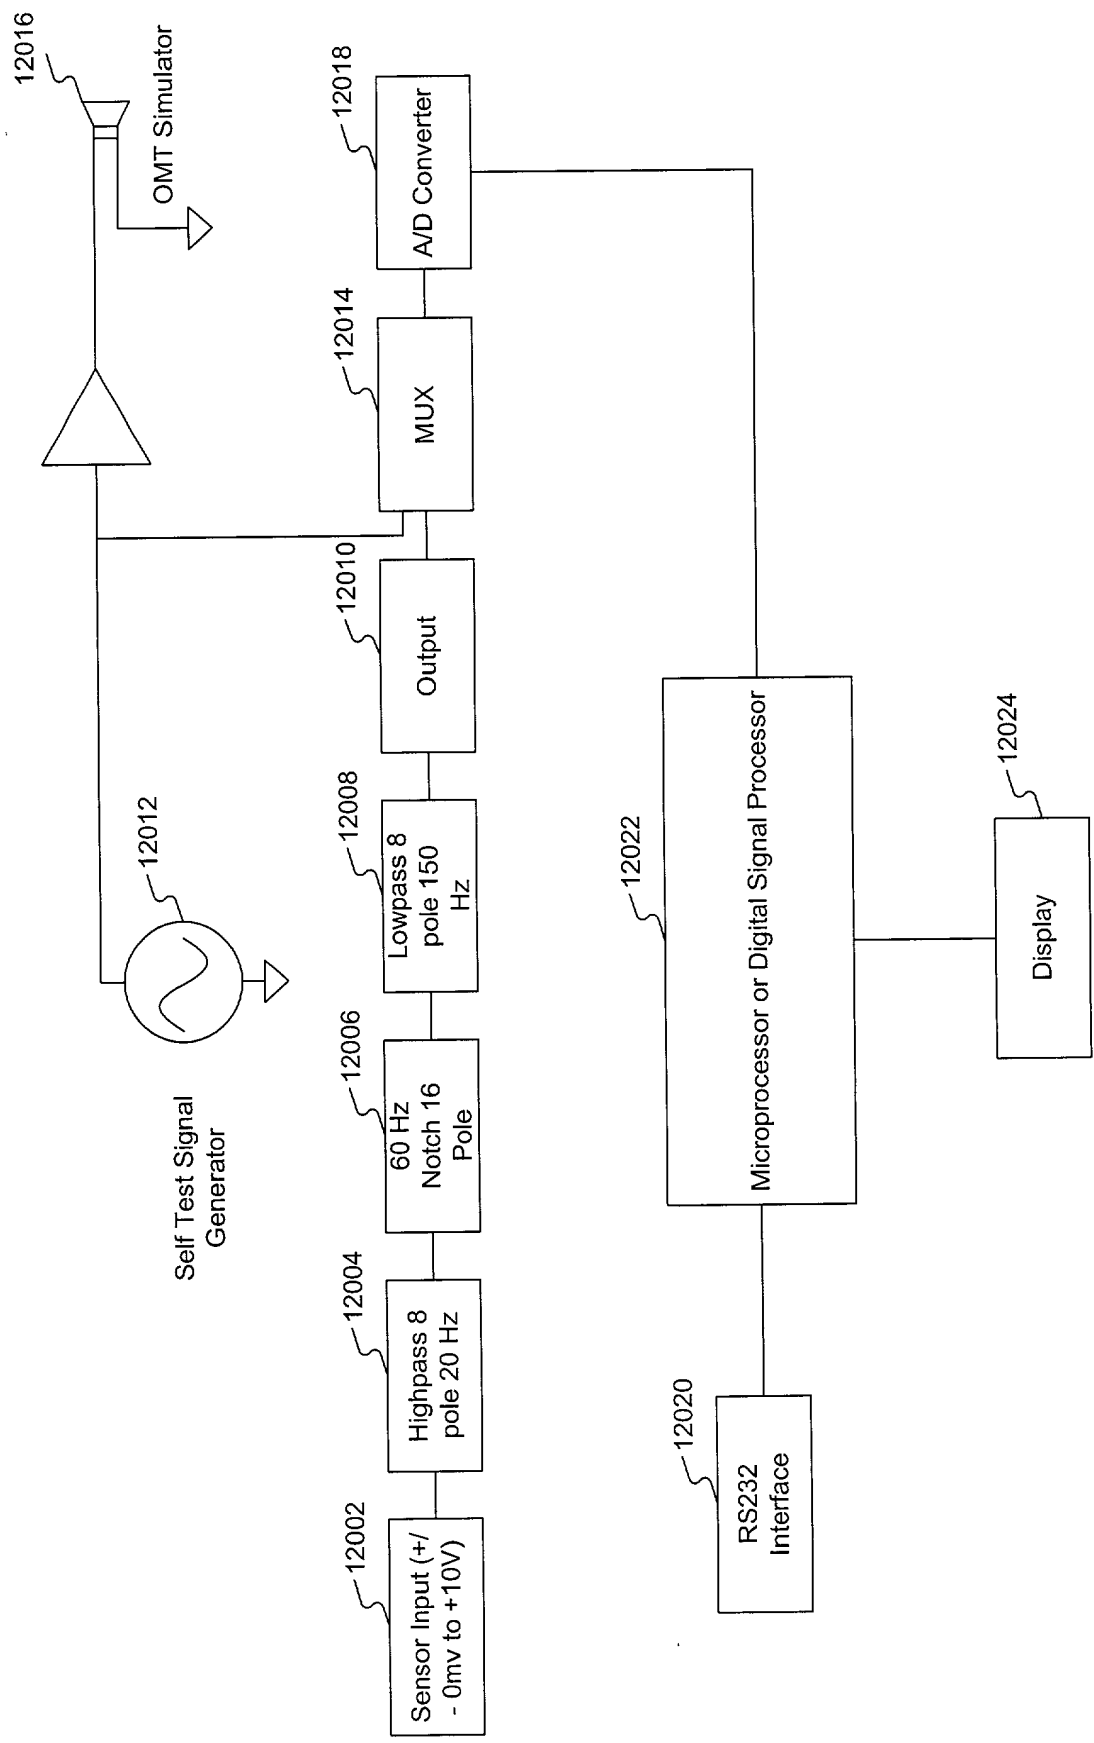 12016
OMT Simulator
12012
Self Test Signal
Generator
12002
Sensor Input (+/
- 0mv to +10V)
12004
Highpass 8
pole 20 Hz
12006
60 Hz
Notch 16
Pole
12008
Lowpass 8
pole 150
Hz
12010
Output
12014
MUX
12018
A/D Converter
12020
RS232
Interface
12022
Microprocessor or Digital Signal Processor
12024
Display